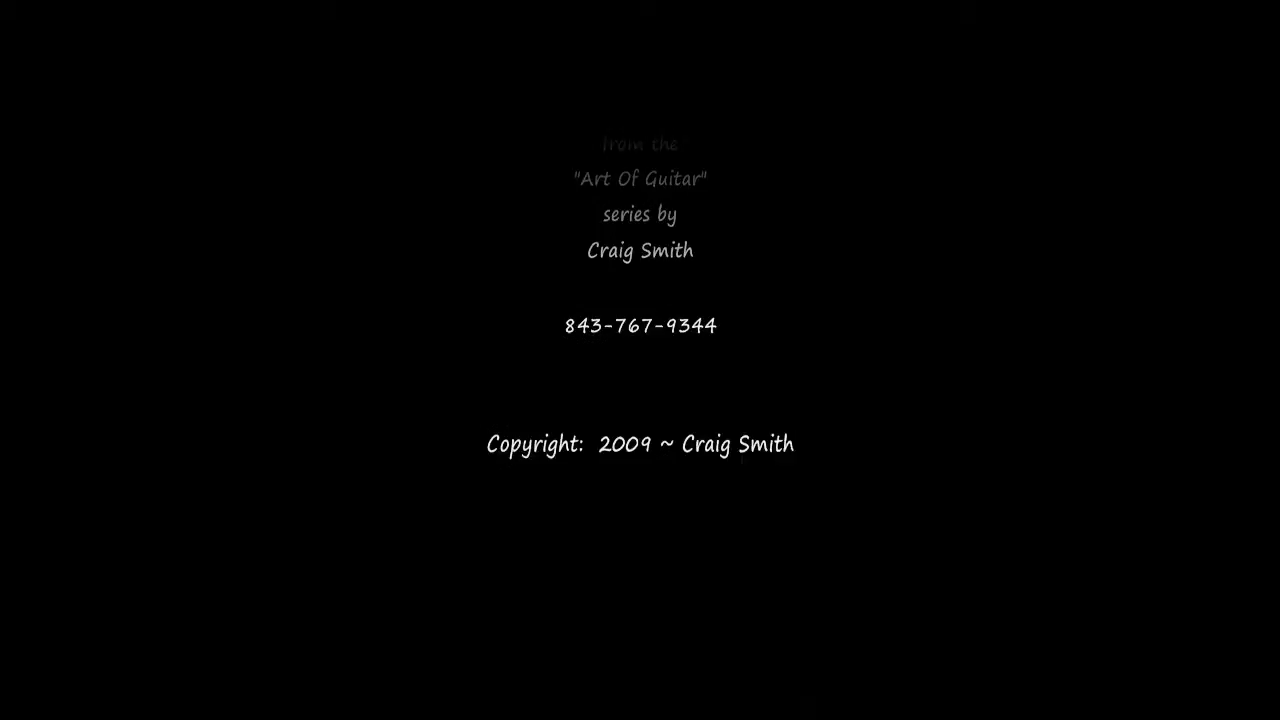 from the
"Art Of Guitar"
series by
Craig Smith
843-767-9344
Copyright:  2009 ~ Craig Smith